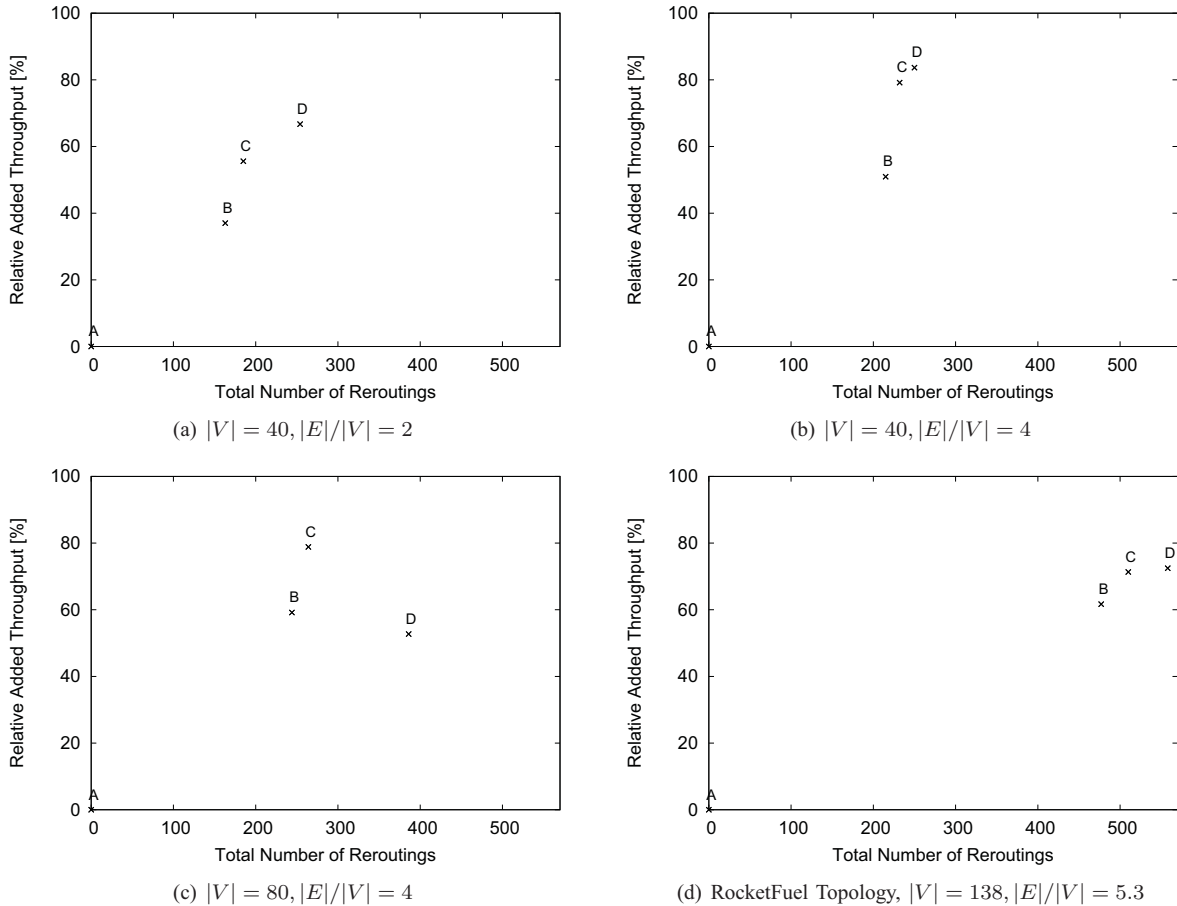 Relative Added Throughput [%]
100
80
60
40
20
0
D
C
B
A
0 100 200 300 400 500
Total Number of Reroutings
(a) |V| = 40, |E|/|V| = 2
Relative Added Throughput [%]
100
80
60
40
20
0
D
C
B
A
0 100 200 300 400 500
Total Number of Reroutings
(b) |V| = 40, |E|/|V| = 4
Relative Added Throughput [%]
100
80
60
40
20
0
C
B
D
A
0 100 200 300 400 500
Total Number of Reroutings
(c) |V| = 80, |E|/|V| = 4
Relative Added Throughput [%]
100
80
60
40
20
0
C
D
B
A
0 100 200 300 400 500
Total Number of Reroutings
(d) RocketFuel Topology, |V| = 138, |E|/|V| = 5.3